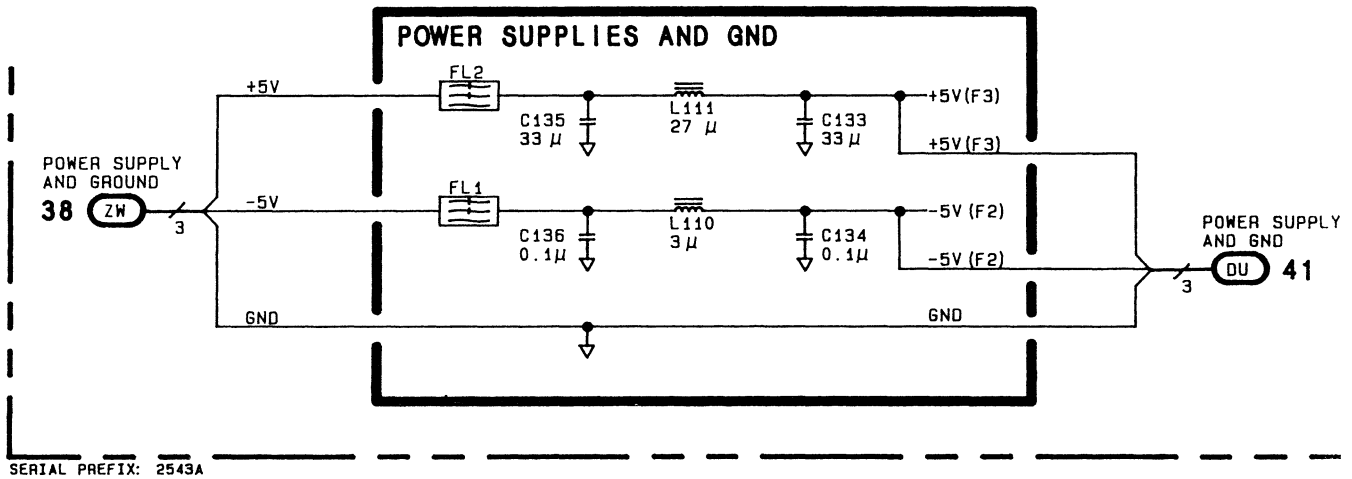 POWER SUPPLIES AND GND
+5V
FL2
C135
33 μ
L111
27 μ
C133
33 μ
+5V(F3)
+5V(F3)
POWER SUPPLY
AND GROUND
38 ZW
3
-5V
FL1
C136
0.1μ
L110
3μ
C134
0.1μ
-5V(F2)
-5V(F2)
POWER SUPPLY
AND GND
DU 41
3
GND
GND
SERIAL PREFIX: 2543A